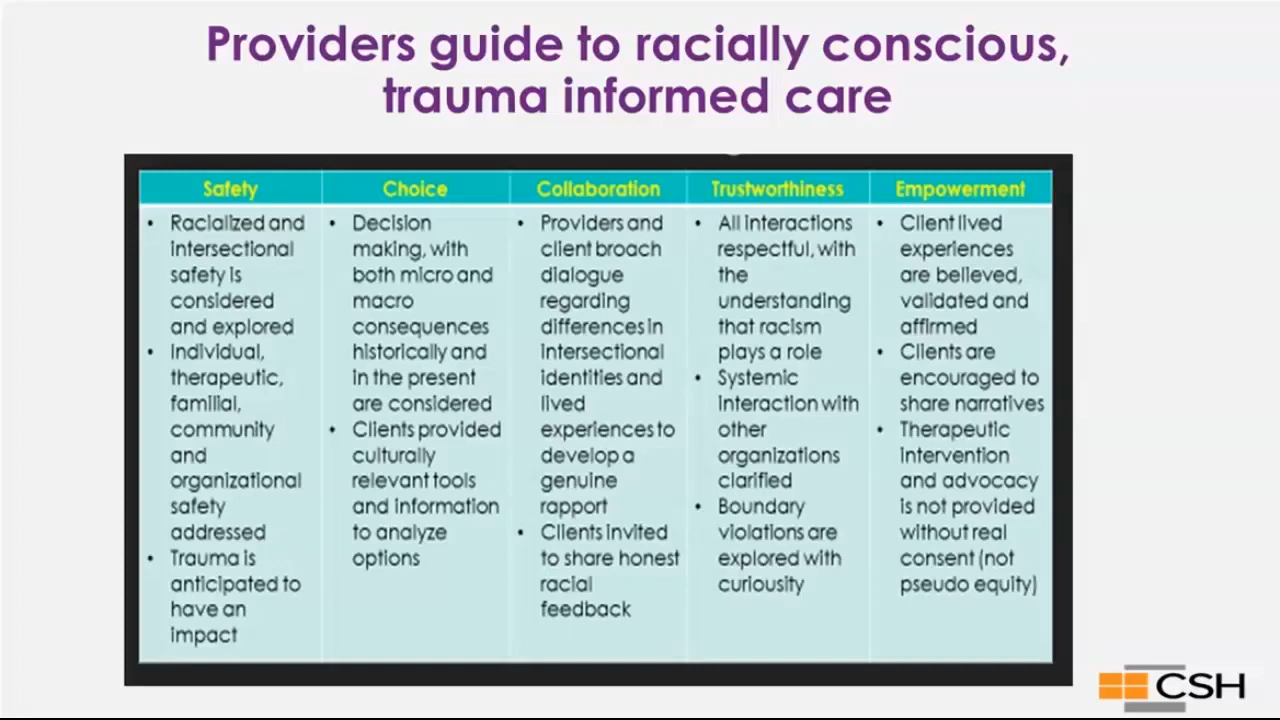 Providers guide to racially conscious,
trauma informed care
Safety
• Racialized and
intersectional
safety is
considered
and explored
• Individual,
therapeutic,
familial,
community
and
organizational
safety
addressed
• Trauma is
anticipated to
have an
impact
Choice
• Decision
making, with
both micro and
macro
consequences
historically and
in the present
are considered
• Clients provided
culturally
relevant tools
and information
to analyze
options
Collaboration
• Providers and
client broach
dialogue
regarding
differences in
intersectional
identities and
lived
experiences to
develop a
genuine
rapport
• Clients invited
to share honest
racial
feedback
Trustworthiness
• All interactions
respectful, with
the
understanding
that racism
plays a role
• Systemic
interaction with
other
organizations
clarified
• Boundary
violations are
explored with
curiousity
Empowerment
• Client lived
experiences
are believed,
validated and
affirmed
• Clients are
encouraged to
share narratives
• Therapeutic
intervention
and advocacy
is not provided
without real
consent (not
pseudo equity)
CSH